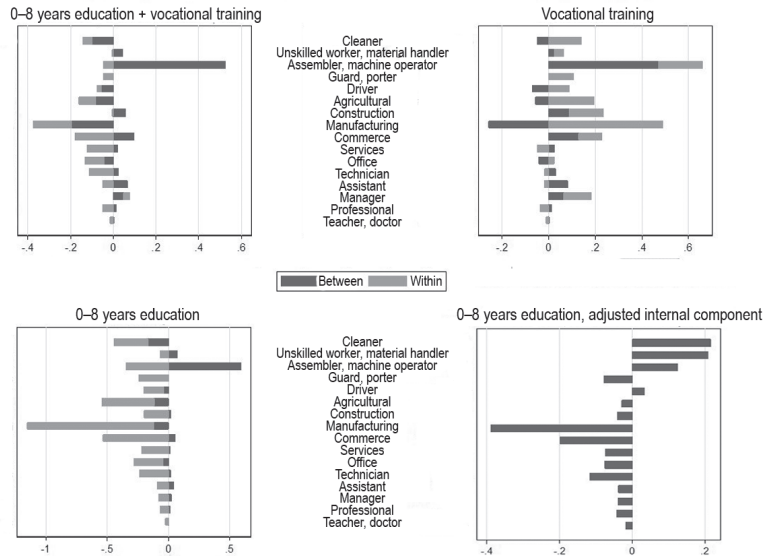 0–8 years education + vocational training
Vocational training
Cleaner
Unskilled worker, material handler
Assembler, machine operator
Guard, porter
Driver
Agricultural
Construction
Manufacturing
Commerce
Services
Office
Technician
Assistant
Manager
Professional
Teacher, doctor
-.4 -.2 0 .2 .4 .6
-.2 0 .2 .4 .6
Between Within
0–8 years education
0–8 years education, adjusted internal component
Cleaner
Unskilled worker, material handler
Assembler, machine operator
Guard, porter
Driver
Agricultural
Construction
Manufacturing
Commerce
Services
Office
Technician
Assistant
Manager
Professional
Teacher, doctor
-1 -.5 0 .5
-.4 -.2 0 .2